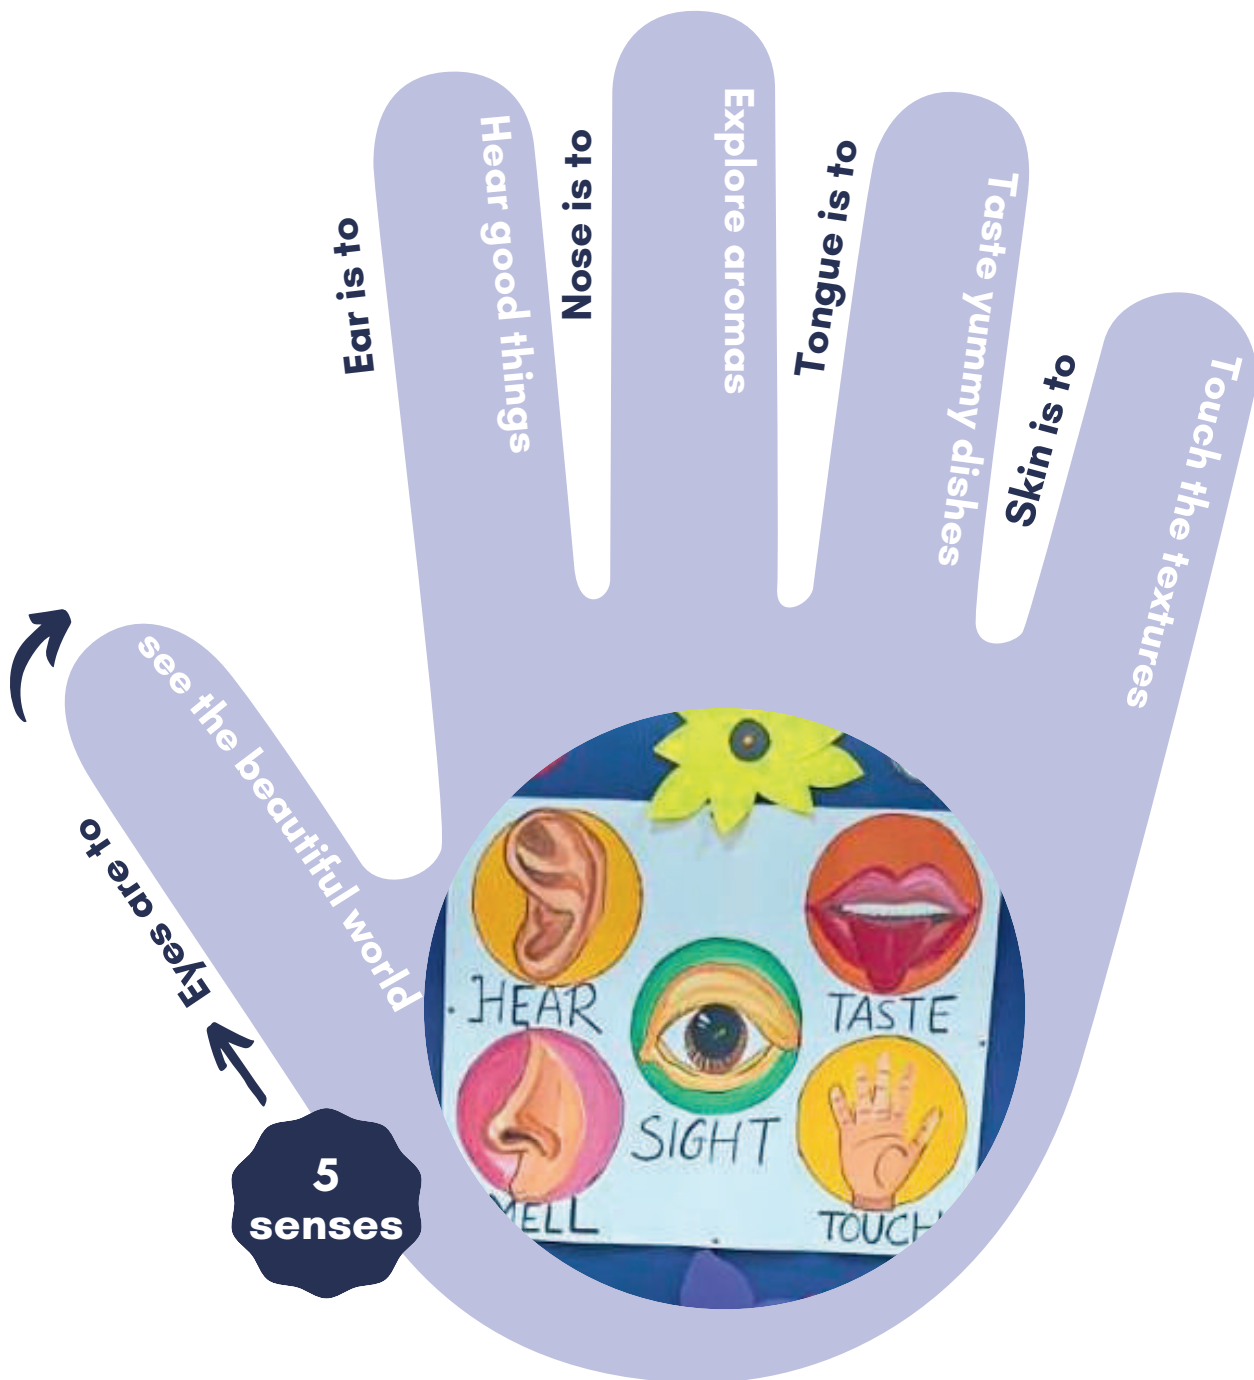 5
senses
Eyes are to
see the beautiful world
Ear is to
Hear good things
Nose is to
Explore aromas
Tongue is to
Taste yummy dishes
Skin is to
Touch the textures
HEAR
TASTE
SIGHT
MELL
TOUCH